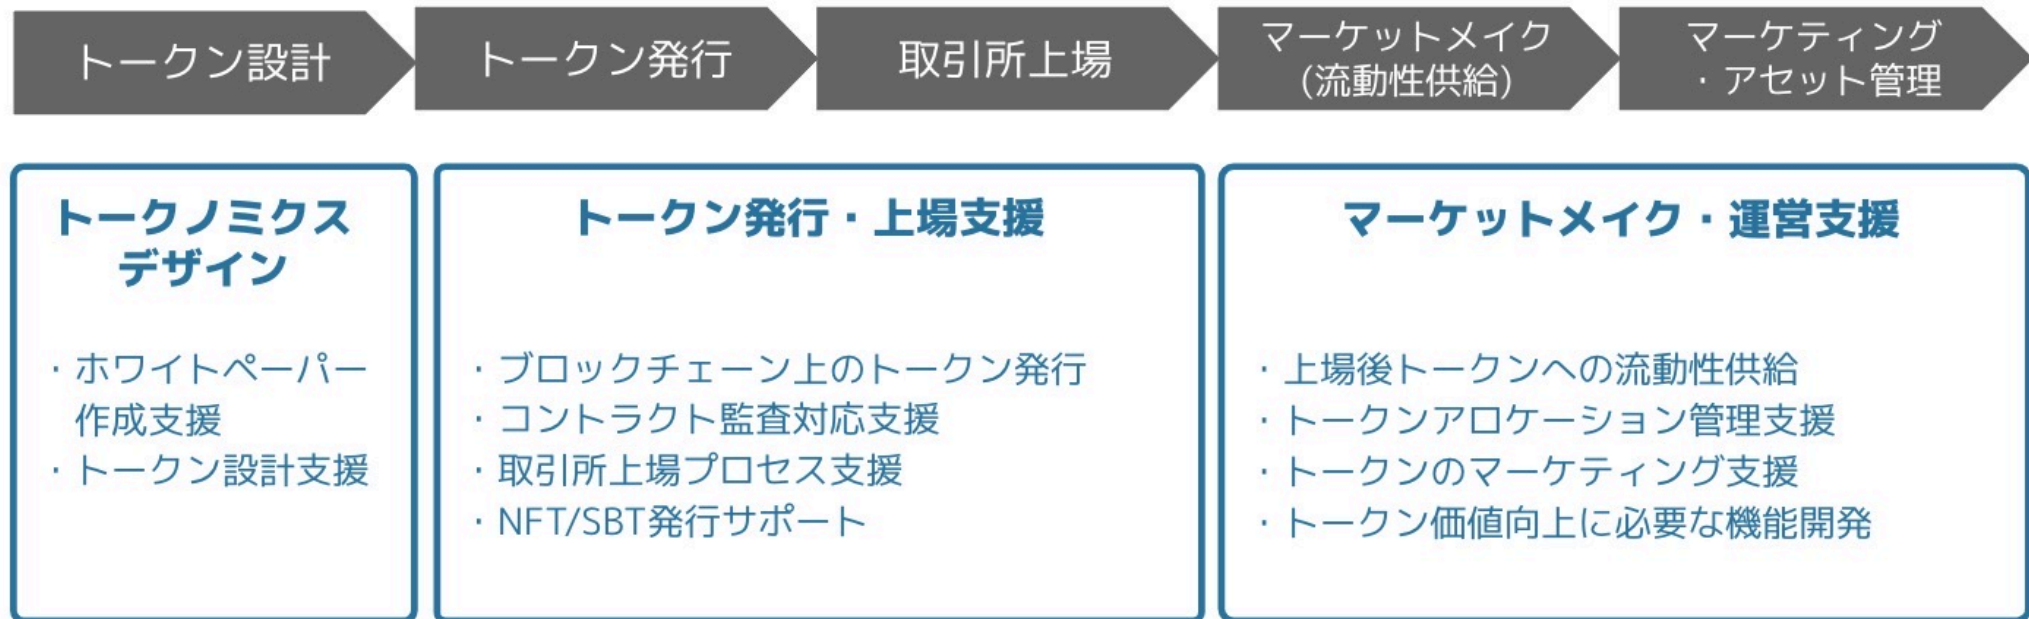 トークン設計
トークン発行
取引所上場
マーケットメイク
(流動性供給)
マーケティング
・アセット管理
トークノミクス
デザイン
・ホワイトペーパー
作成支援
・トークン設計支援
トークン発行・上場支援
・ブロックチェーン上のトークン発行
・コントラクト監査対応支援
・取引所上場プロセス支援
・NFT/SBT発行サポート
マーケットメイク・運営支援
・上場後トークンへの流動性供給
・トークンアロケーション管理支援
・トークンのマーケティング支援
・トークン価値向上に必要な機能開発